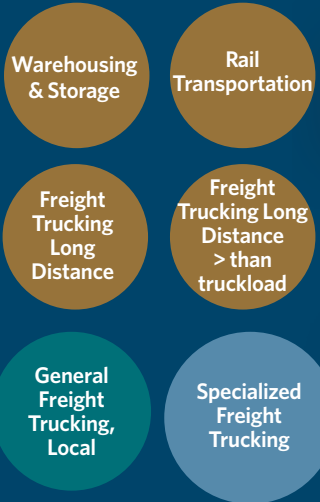 Warehousing
& Storage
Rail
Transportation
Freight
Trucking
Long
Distance
Freight
Trucking Long
Distance
> than
truckload
General
Freight
Trucking,
Local
Specialized
Freight
Trucking